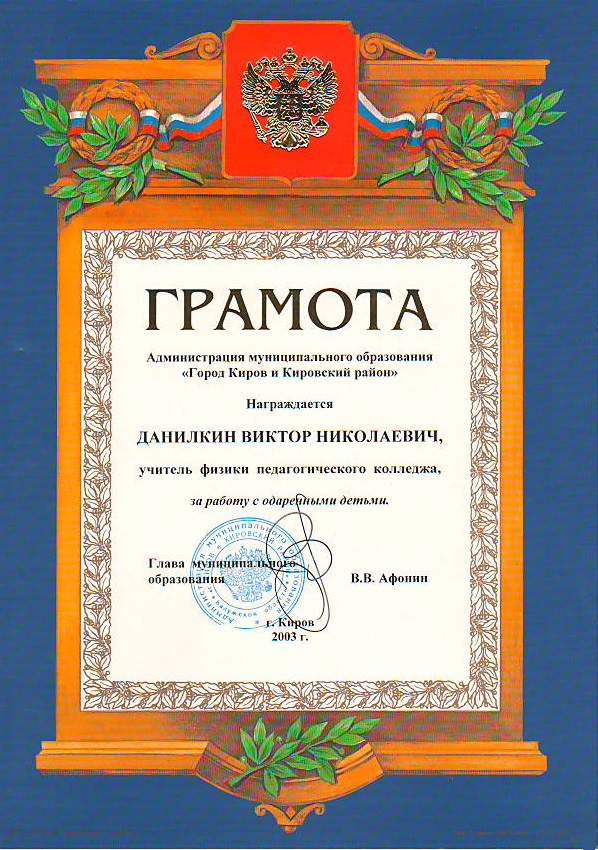 ГРАМОТА
Администрация муниципального образования
«Город Киров и Кировский район»
Награждается
ДАНИЛКИН ВИКТОР НИКОЛАЕВИЧ,
учитель физики педагогического колледжа,
за работу с одаренными детьми.
Глава муниципального
образования
В.В. Афонин
г. Киров
2003 г.